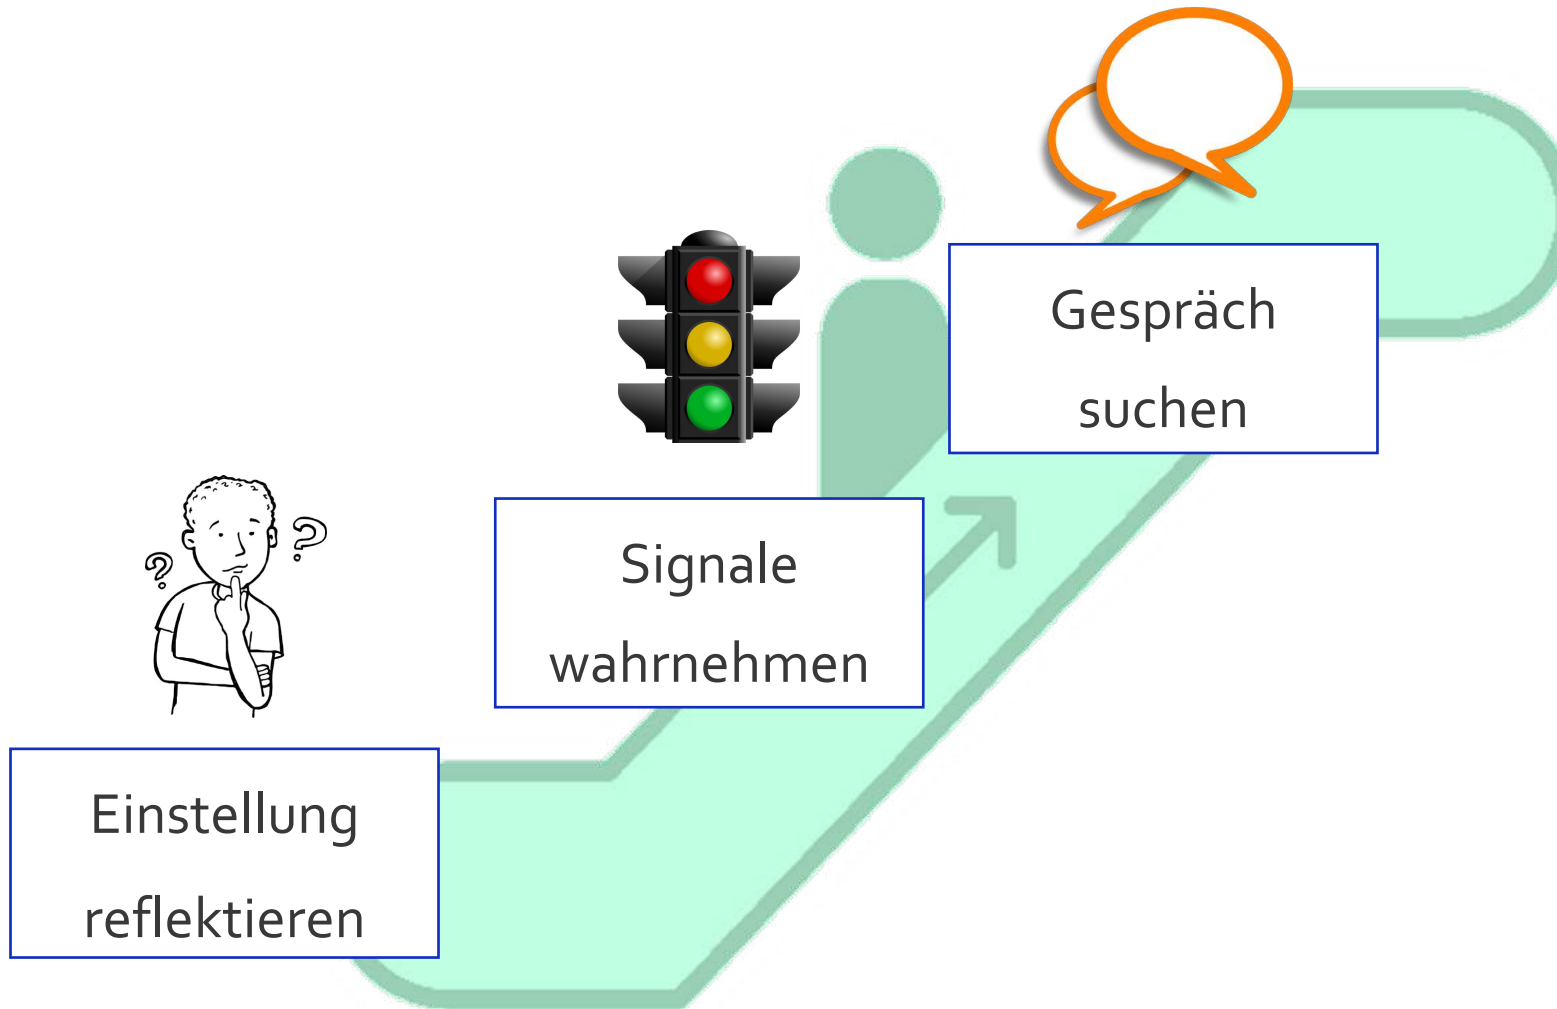 Gespräch
suchen
Signale
wahrnehmen
? ?
Einstellung
reflektieren